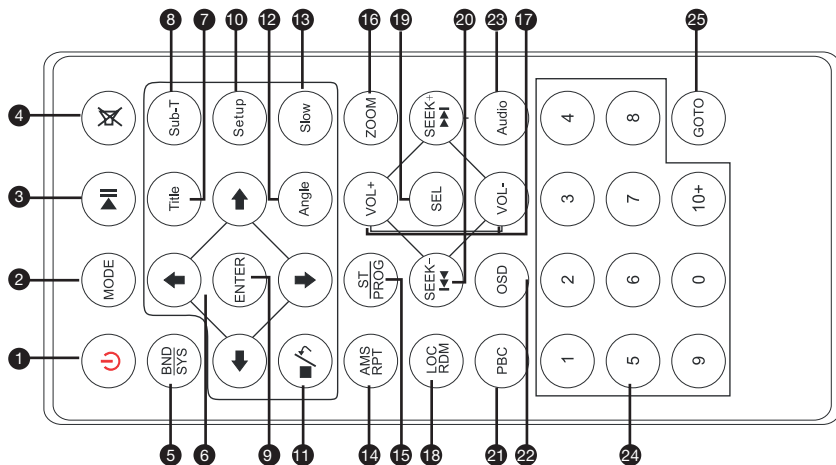 8
7
10
12
13
16
19
20
23
17
25
4
3
2
1
MODE
BND
SYS
Title
Sub-T
ENTER
Setup
Angle
Slow
AMS
RPT
ST
PROG
VOL+
ZOOM
LOC
RDM
SEEK-
SEL
SEEK+
PBC
OSD
VOL-
Audio
1
2
3
4
5
6
7
8
9
0
10+
GOTO
5
6
9
11
14
15
18
21
22
24